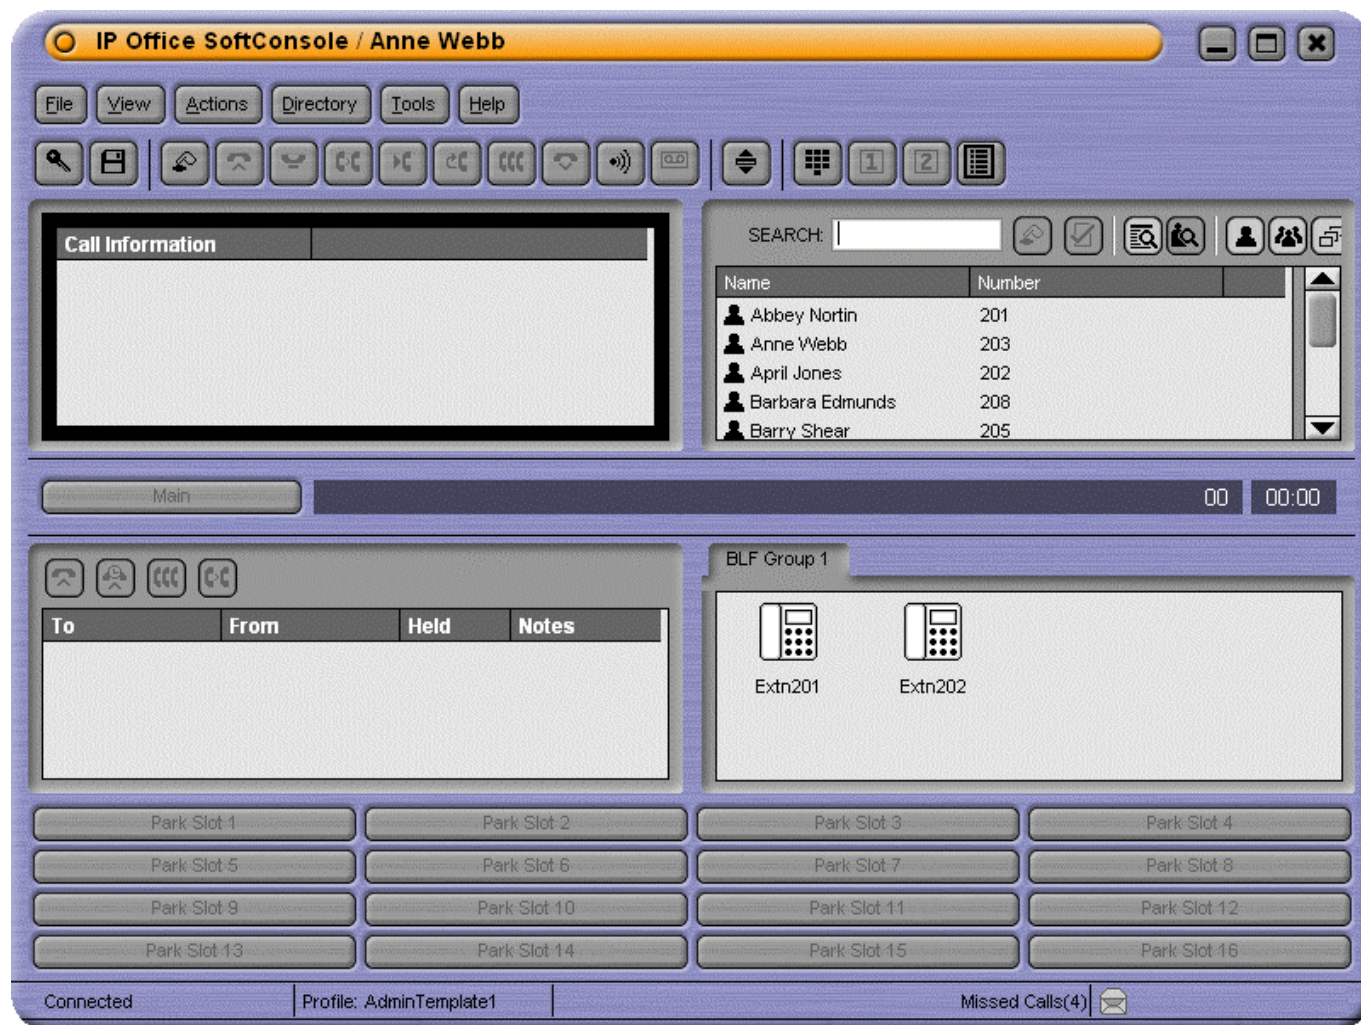 IP Office SoftConsole / Anne Webb
File View Actions Directory Tools Help
1 2
Call Information
SEARCH:
Name Number
Abbey Nortin 201
Anne Webb 203
April Jones 202
Barbara Edmunds 208
Barry Shear 205
Main 00 00:00
To From Held Notes
BLF Group 1
Extn201 Extn202
Park Slot 1 Park Slot 2 Park Slot 3 Park Slot 4
Park Slot 5 Park Slot 6 Park Slot 7 Park Slot 8
Park Slot 9 Park Slot 10 Park Slot 11 Park Slot 12
Park Slot 13 Park Slot 14 Park Slot 15 Park Slot 16
Connected Profile: AdminTemplate1 Missed Calls(4)